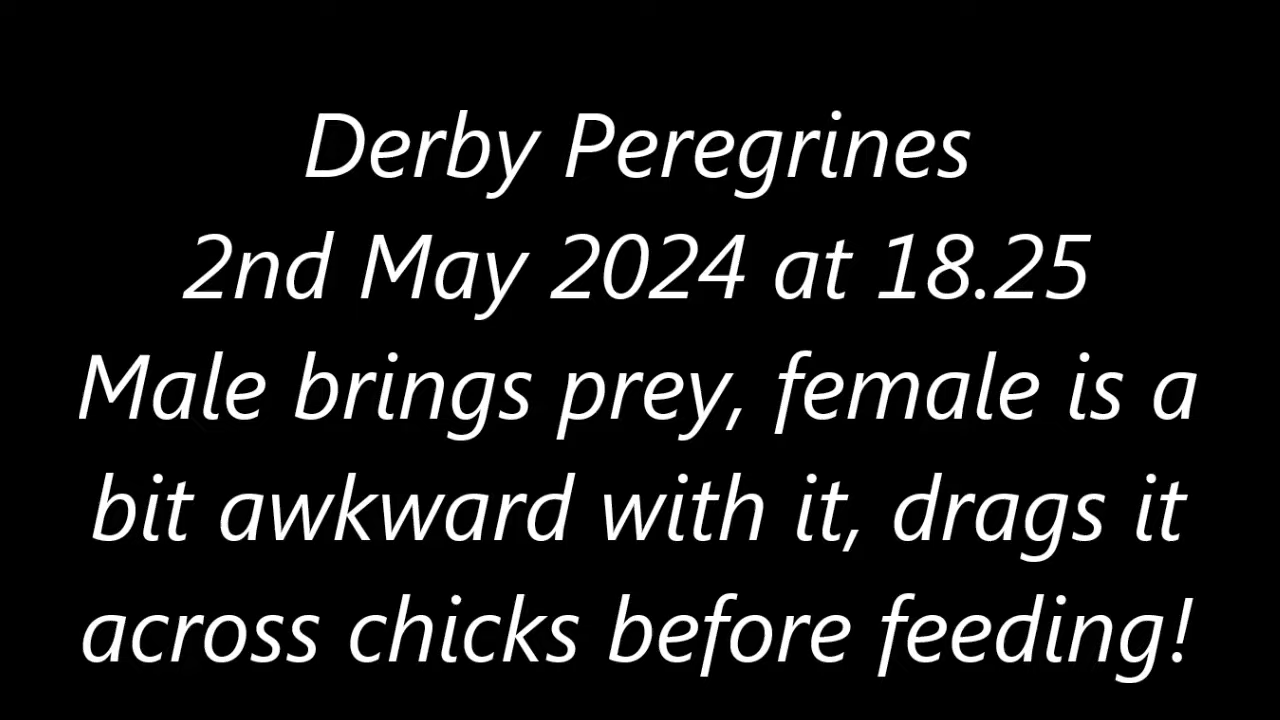 Derby Peregrines
2nd May 2024 at 18.25
Male brings prey, female is a
bit awkward with it, drags it
across chicks before feeding!